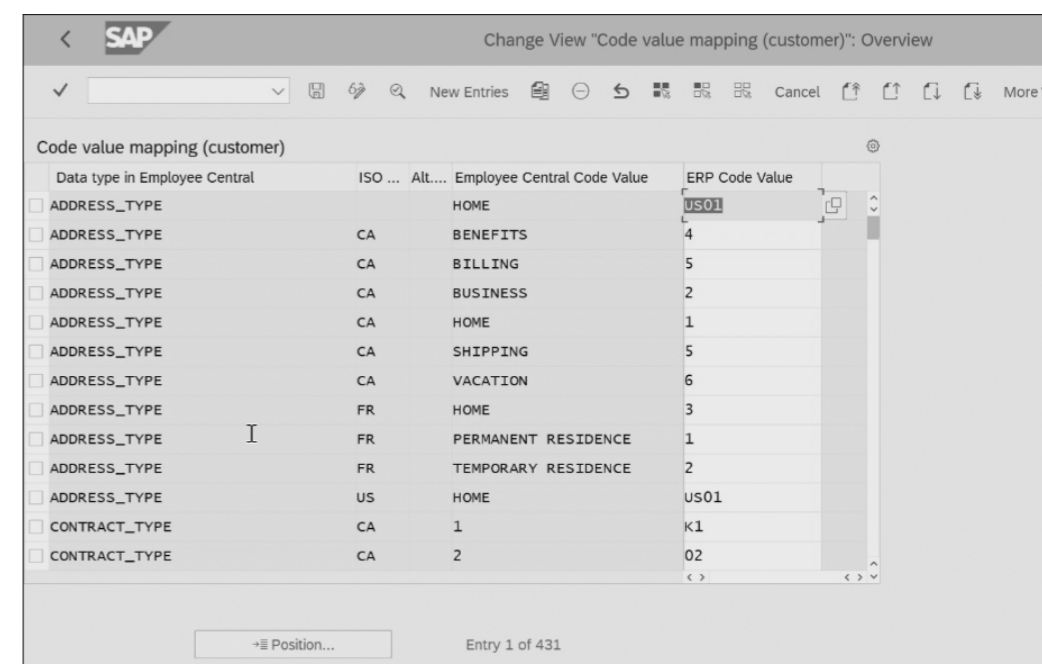 SAP Change View "Code value mapping (customer)": Overview
New Entries Cancel More
Code value mapping (customer)
Data type in Employee Central ISO ... Alt.... Employee Central Code Value ERP Code Value
ADDRESS_TYPE HOME US01
ADDRESS_TYPE CA BENEFITS 4
ADDRESS_TYPE CA BILLING 5
ADDRESS_TYPE CA BUSINESS 2
ADDRESS_TYPE CA HOME 1
ADDRESS_TYPE CA SHIPPING 5
ADDRESS_TYPE CA VACATION 6
ADDRESS_TYPE FR HOME 3
ADDRESS_TYPE FR PERMANENT RESIDENCE 1
ADDRESS_TYPE FR TEMPORARY RESIDENCE 2
ADDRESS_TYPE US HOME US01
CONTRACT_TYPE CA 1 K1
CONTRACT_TYPE CA 2 02
Position... Entry 1 of 431